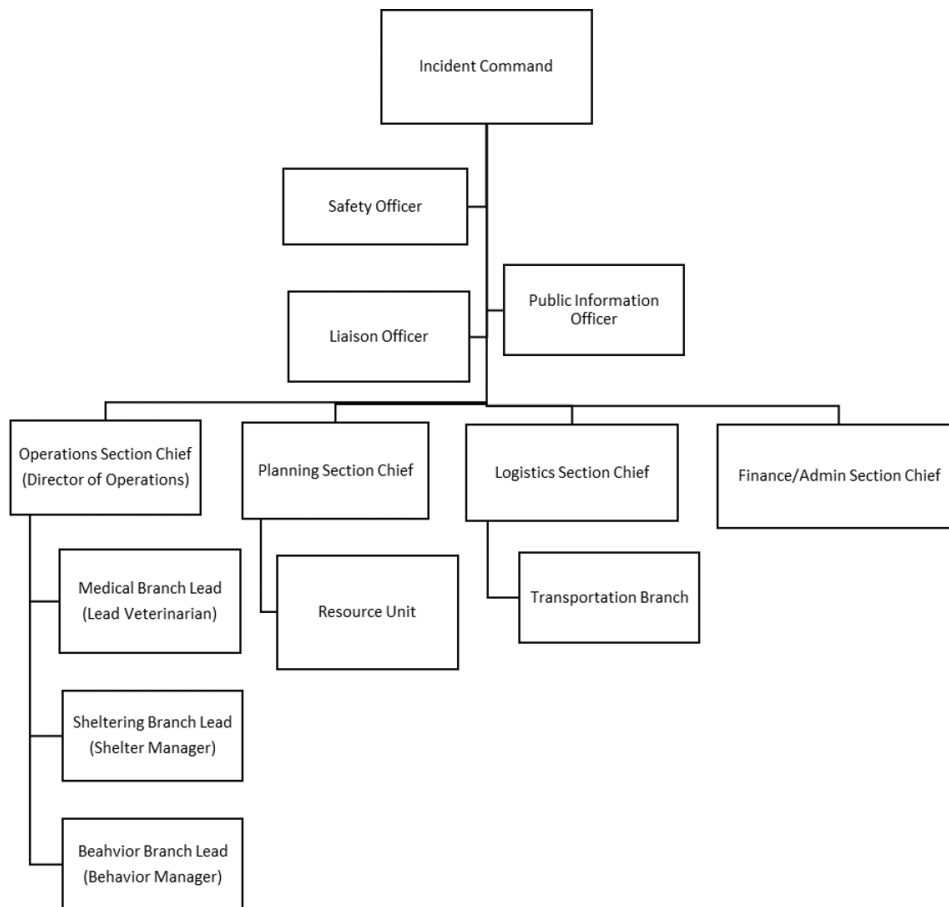 Incident Command
Safety Officer
Public Information
Officer
Liaison Officer
Operations Section Chief
(Director of Operations)
Planning Section Chief
Logistics Section Chief
Finance/Admin Section Chief
Medical Branch Lead
(Lead Veterinarian)
Resource Unit
Transportation Branch
Sheltering Branch Lead
(Shelter Manager)
Beahvior Branch Lead
(Behavior Manager)